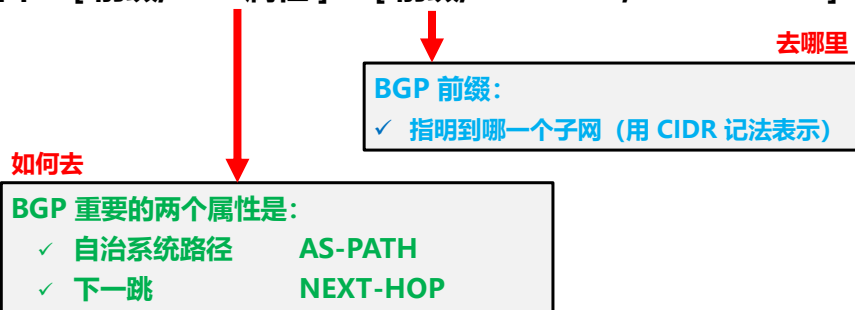 去哪里
BGP 前缀：
✓ 指明到哪一个子网（用 CIDR 记法表示）
如何去
BGP 重要的两个属性是：
✓ 自治系统路径 AS-PATH
✓ 下一跳 NEXT-HOP